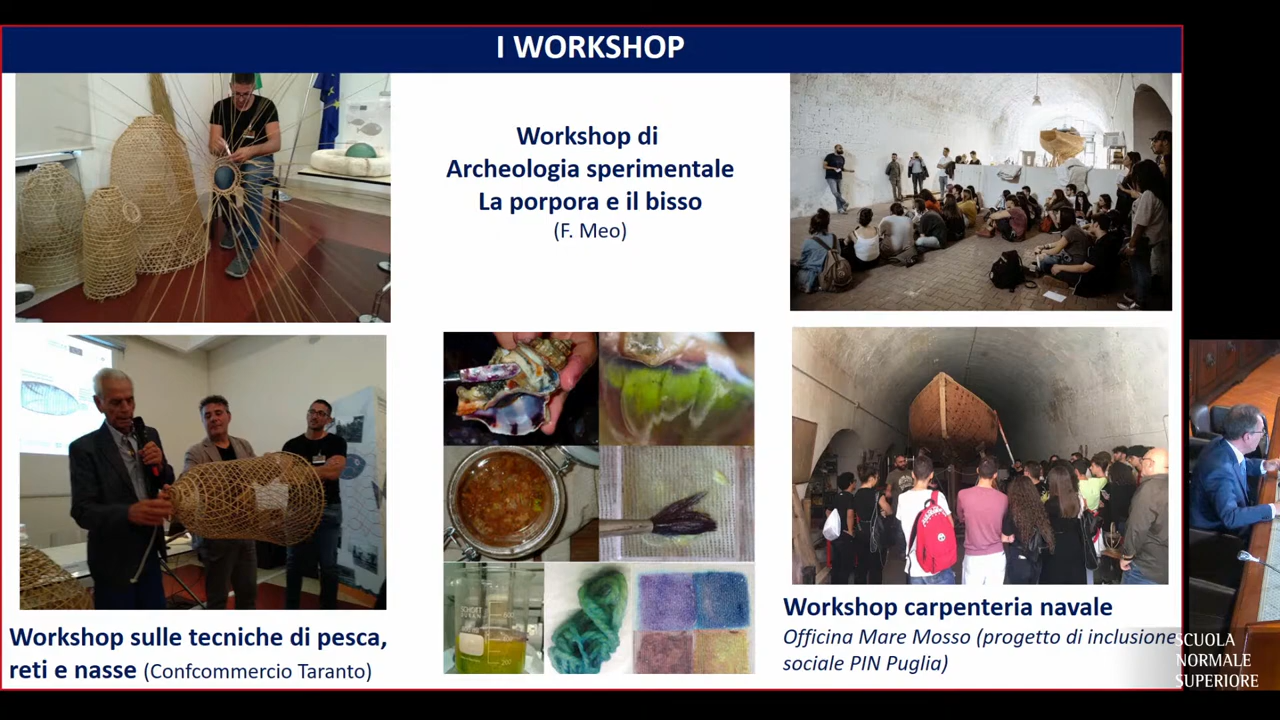 I WORKSHOP
Workshop di
Archeologia sperimentale
La porpora e il bisso
(F. Meo)
Workshop sulle tecniche di pesca,
reti e nasse (Confcommercio Taranto)
Workshop carpenteria navale
Officina Mare Mosso (progetto di inclusione
sociale PIN Puglia)
SCUOLA
NORMALE
SUPERIORE